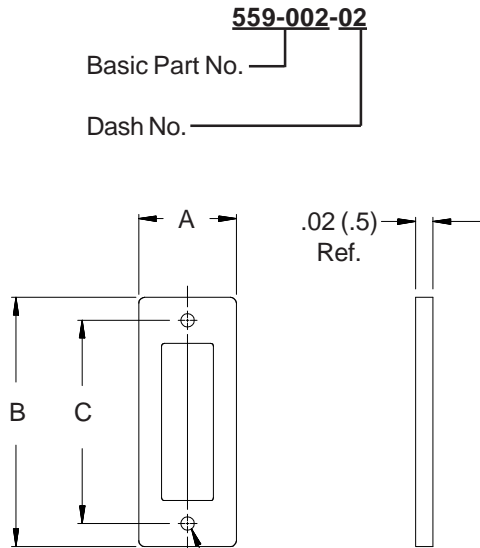 559-002-02
Basic Part No.
Dash No.
A
.02 (.5)
Ref.
B
C